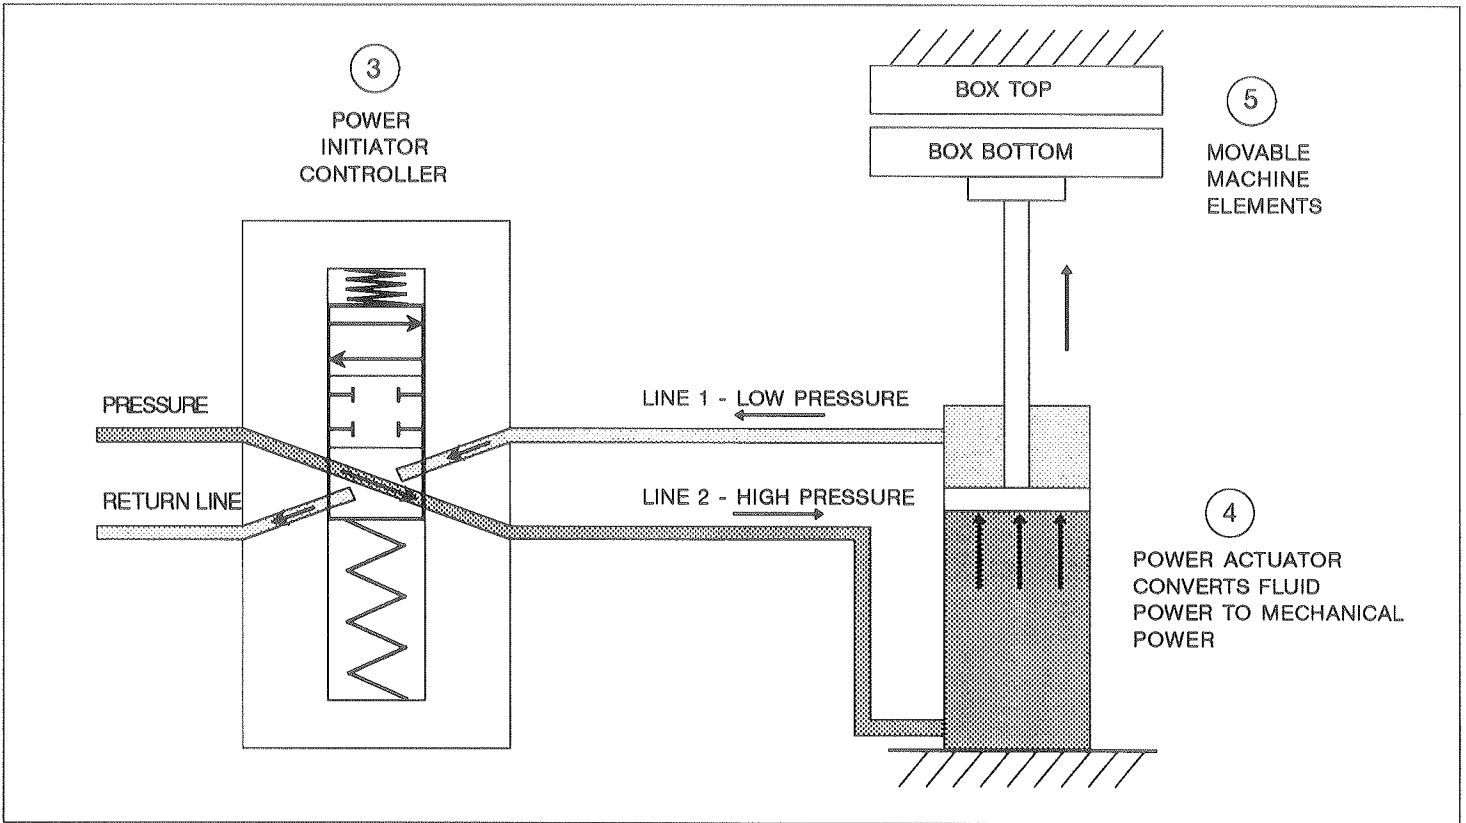 3
POWER
INITIATOR
CONTROLLER
BOX TOP
BOX BOTTOM
5
MOVABLE
MACHINE
ELEMENTS
PRESSURE
RETURN LINE
LINE 1 - LOW PRESSURE
LINE 2 - HIGH PRESSURE
4
POWER ACTUATOR
CONVERTS FLUID
POWER TO MECHANICAL
POWER